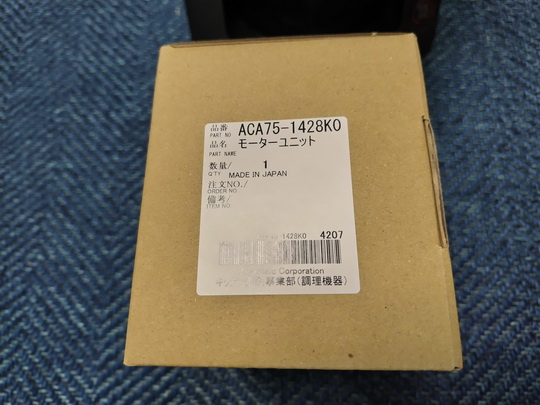 品番 ACA75-1428K0
PART NO
品名 モーターユニット
PART NAME
数量/ 1
Q'TY MADE IN JAPAN
注文NO./
ORDER NO
備考/
ITEM NO
1428K0 4207
Corporation
事業部(調理機器)